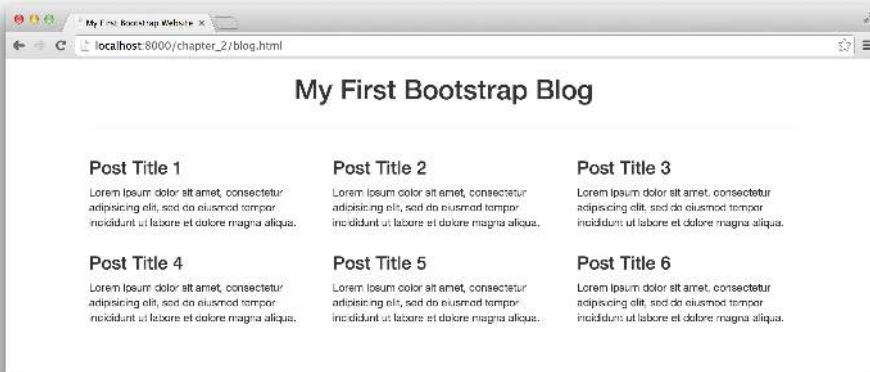 My First Bootstrap Website
localhost:8000/chapter_2/blog.html
My First Bootstrap Blog
Post Title 1
Lorem ipsum dolor sit amet, consectetur
adipisicing elit, sed do eiusmod tempor
incididunt ut labore et dolore magna aliqua.
Post Title 2
Lorem ipsum dolor sit amet, consectetur
adipisicing elit, sed do eiusmod tempor
incididunt ut labore et dolore magna aliqua.
Post Title 3
Lorem ipsum dolor sit amet, consectetur
adipisicing elit, sed do eiusmod tempor
incididunt ut labore et dolore magna aliqua.
Post Title 4
Lorem ipsum dolor sit amet, consectetur
adipisicing elit, sed do eiusmod tempor
incididunt ut labore et dolore magna aliqua.
Post Title 5
Lorem ipsum dolor sit amet, consectetur
adipisicing elit, sed do eiusmod tempor
incididunt ut labore et dolore magna aliqua.
Post Title 6
Lorem ipsum dolor sit amet, consectetur
adipisicing elit, sed do eiusmod tempor
incididunt ut labore et dolore magna aliqua.